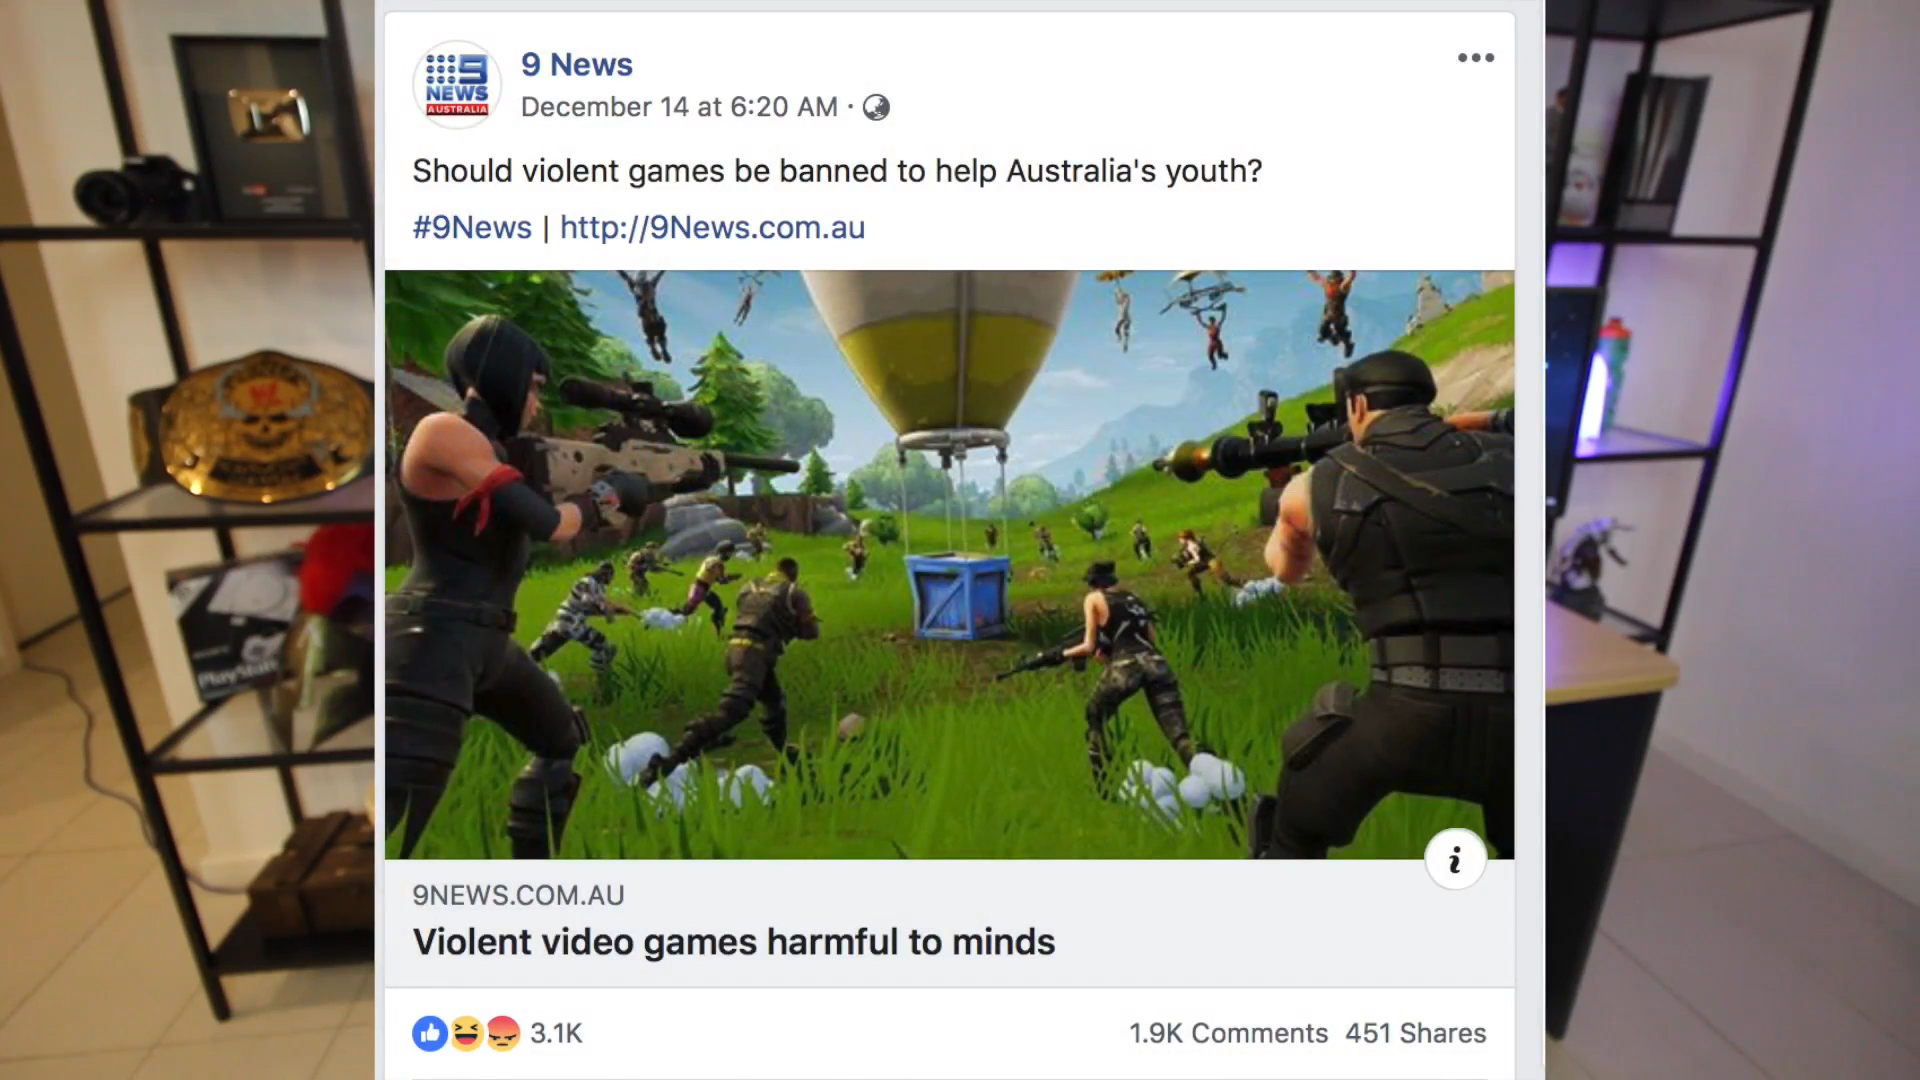 9
NEWS
AUSTRALIA
9 News
December 14 at 6:20 AM ·
Should violent games be banned to help Australia's youth?
#9News | http://9News.com.au
i
9NEWS.COM.AU
Violent video games harmful to minds
3.1K
1.9K Comments 451 Shares
PlayStation